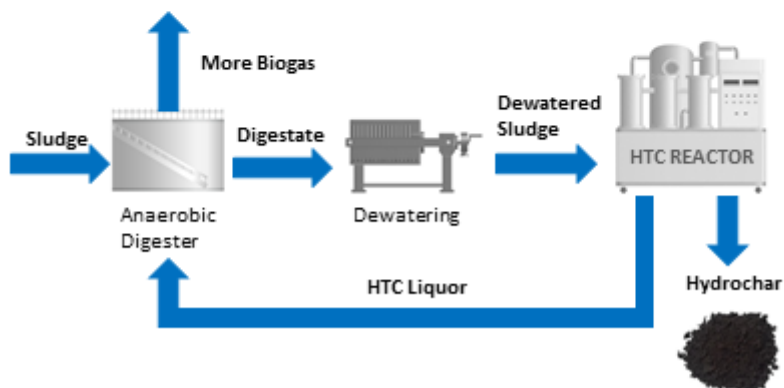 More Biogas
Sludge
Digestate
Dewatered
Sludge
HTC REACTOR
Anaerobic
Digester
Dewatering
HTC Liquor
Hydrochar